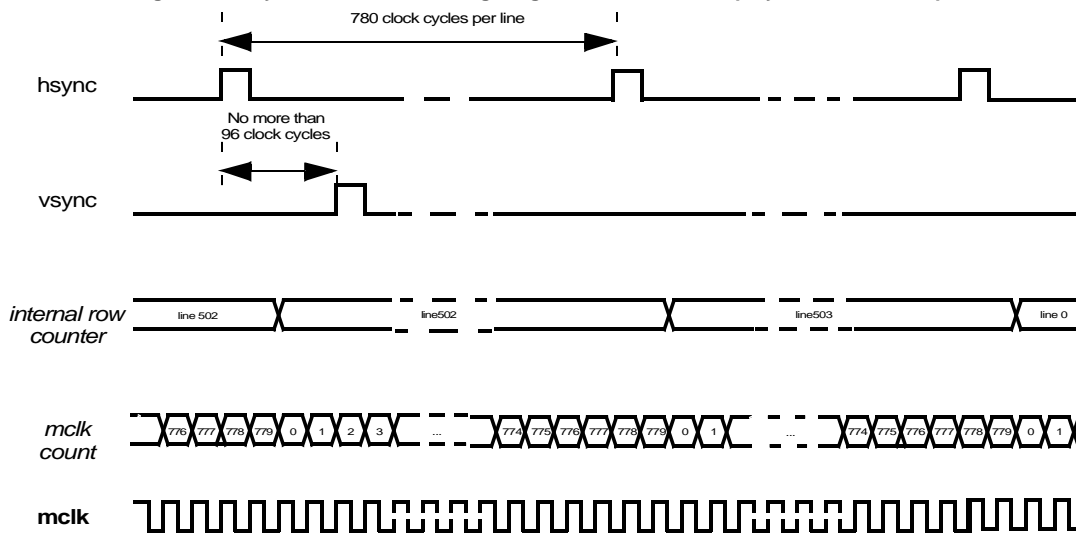 780 clock cycles per line
hsync
No more than
96 clock cycles
vsync
internal row
counter
line 502
line502
line503
line 0
mclk
count
776 777 778 779 0 1 2 3 ... 774 775 776 777 778 779 0 1 ... 774 775 776 777 778 779 0 1
mclk